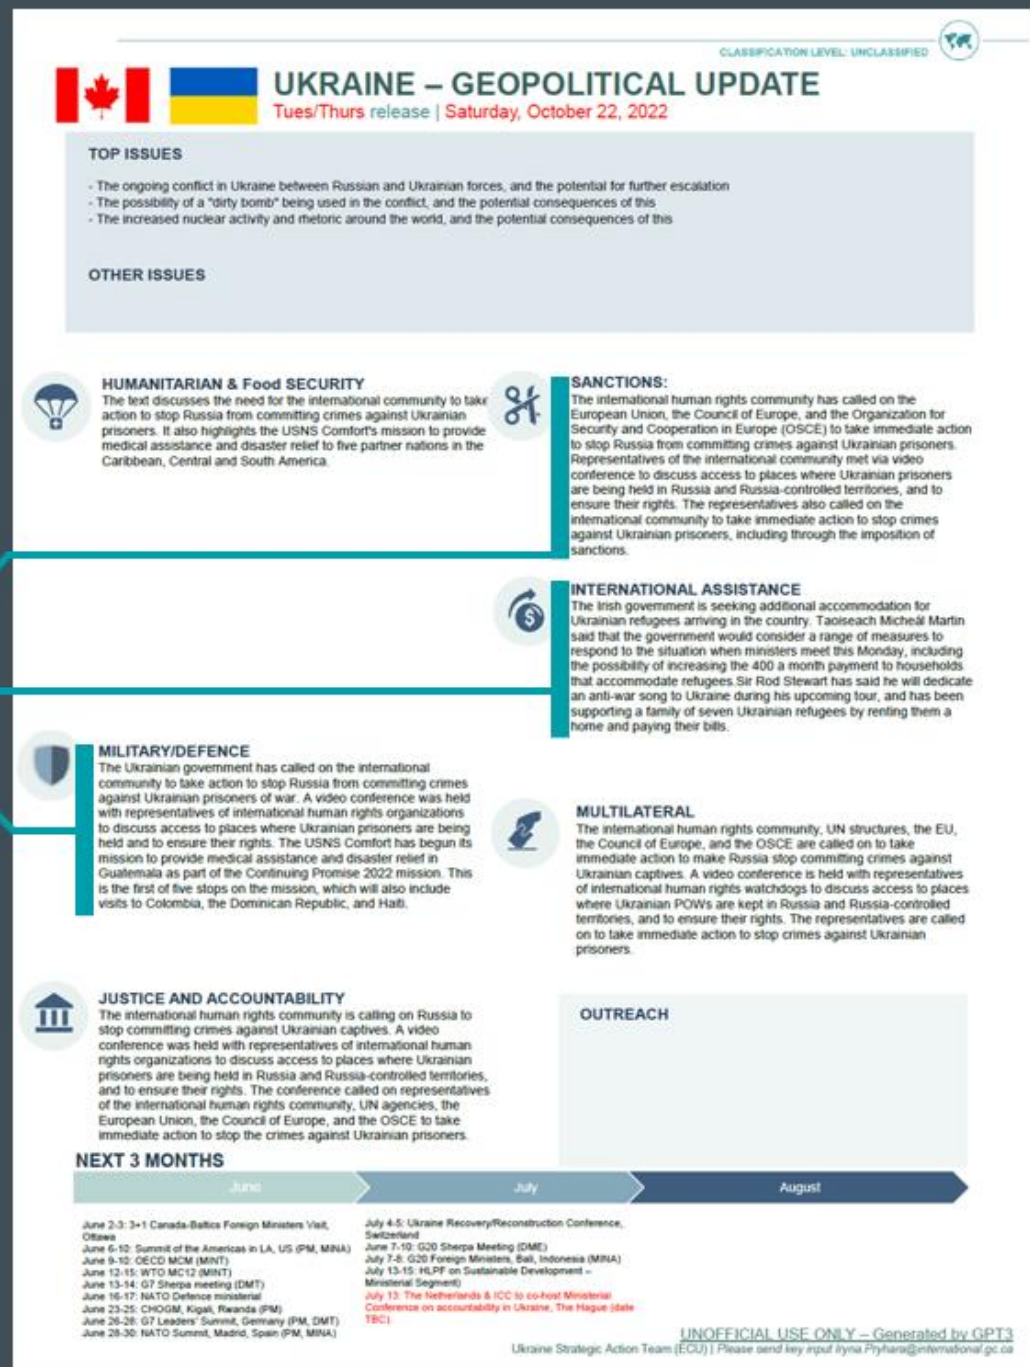 CLASSIFICATION LEVEL: UNCLASSIFIED
UKRAINE – GEOPOLITICAL UPDATE
Tues/Thurs release | Saturday, October 22, 2022
TOP ISSUES
- The ongoing conflict in Ukraine between Russian and Ukrainian forces, and the potential for further escalation
- The possibility of a "dirty bomb" being used in the conflict, and the potential consequences of this
- The increased nuclear activity and rhetoric around the world, and the potential consequences of this
OTHER ISSUES
HUMANITARIAN & Food SECURITY
The text discusses the need for the international community to take
action to stop Russia from committing crimes against Ukrainian
prisoners. It also highlights the USNS Comfort's mission to provide
medical assistance and disaster relief to five partner nations in the
Caribbean, Central and South America.
SANCTIONS:
The international human rights community has called on the
European Union, the Council of Europe, and the Organization for
Security and Cooperation in Europe (OSCE) to take immediate action
to stop Russia from committing crimes against Ukrainian prisoners.
Representatives of the international community met via video
conference to discuss access to places where Ukrainian prisoners
are being held in Russia and Russia-controlled territories, and to
ensure their rights. The representatives also called on the
international community to take immediate action to stop crimes
against Ukrainian prisoners, including through the imposition of
sanctions.
INTERNATIONAL ASSISTANCE
The Irish government is seeking additional accommodation for
Ukrainian refugees arriving in the country. Taoiseach Micheál Martin
said that the government would consider a range of measures to
respond to the situation when ministers meet this Monday, including
the possibility of increasing the 400 a month payment to households
that accommodate refugees.Sir Rod Stewart has said he will dedicate
an anti-war song to Ukraine during his upcoming tour, and has been
supporting a family of seven Ukrainian refugees by renting them a
home and paying their bills.
MILITARY/DEFENCE
The Ukrainian government has called on the international
community to take action to stop Russia from committing crimes
against Ukrainian prisoners of war. A video conference was held
with representatives of international human rights organizations
to discuss access to places where Ukrainian prisoners are being
held and to ensure their rights. The USNS Comfort has begun its
mission to provide medical assistance and disaster relief in
Guatemala as part of the Continuing Promise 2022 mission. This
is the first of five stops on the mission, which will also include
visits to Colombia, the Dominican Republic, and Haiti.
MULTILATERAL
The international human rights community, UN structures, the EU,
the Council of Europe, and the OSCE are called on to take
immediate action to make Russia stop committing crimes against
Ukrainian captives. A video conference is held with representatives
of international human rights watchdogs to discuss access to places
where Ukrainian POWs are kept in Russia and Russia-controlled
territories, and to ensure their rights. The representatives are called
on to take immediate action to stop crimes against Ukrainian
prisoners.
JUSTICE AND ACCOUNTABILITY
The international human rights community is calling on Russia to
stop committing crimes against Ukrainian captives. A video
conference was held with representatives of international human
rights organizations to discuss access to places where Ukrainian
prisoners are being held in Russia and Russia-controlled territories,
and to ensure their rights. The conference called on representatives
of the international human rights community, UN agencies, the
European Union, the Council of Europe, and the OSCE to take
immediate action to stop the crimes against Ukrainian prisoners.
OUTREACH
NEXT 3 MONTHS
June
July
August
June 2-3: 3+1 Canada-Baltics Foreign Ministers Visit,
Ottawa
June 6-10: Summit of the Americas in LA, US (PM, MINA)
June 9-10: OECD MCM (MINT)
June 12-15: WTO MC12 (MINT)
June 13-14: G7 Sherpa meeting (DMT)
June 16-17: NATO Defence ministerial
June 23-25: CHOGM, Kigali, Rwanda (PM)
June 26-28: G7 Leaders' Summit, Germany (PM, DMT)
June 28-30: NATO Summit, Madrid, Spain (PM, MINA)
July 4-5: Ukraine Recovery/Reconstruction Conference,
Switzerland
June 7-10: G20 Sherpa Meeting (DME)
July 7-8: G20 Foreign Ministers, Bali, Indonesia (MINA)
July 13-15: HLPF on Sustainable Development –
Ministerial Segment)
July 13: The Netherlands & ICC to co-host Ministerial
Conference on accountability in Ukraine, The Hague (date
TBC)
UNOFFICIAL USE ONLY – Generated by GPT3
Ukraine Strategic Action Team (ECU) | Please send key input Iryna.Pryhara@international.gc.ca